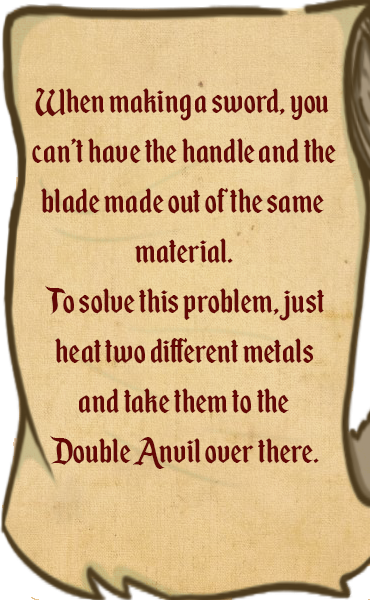 When making a sword, you
can't have the handle and the
blade made out of the same
material.
To solve this problem, just
heat two different metals
and take them to the
Double Anvil over there.